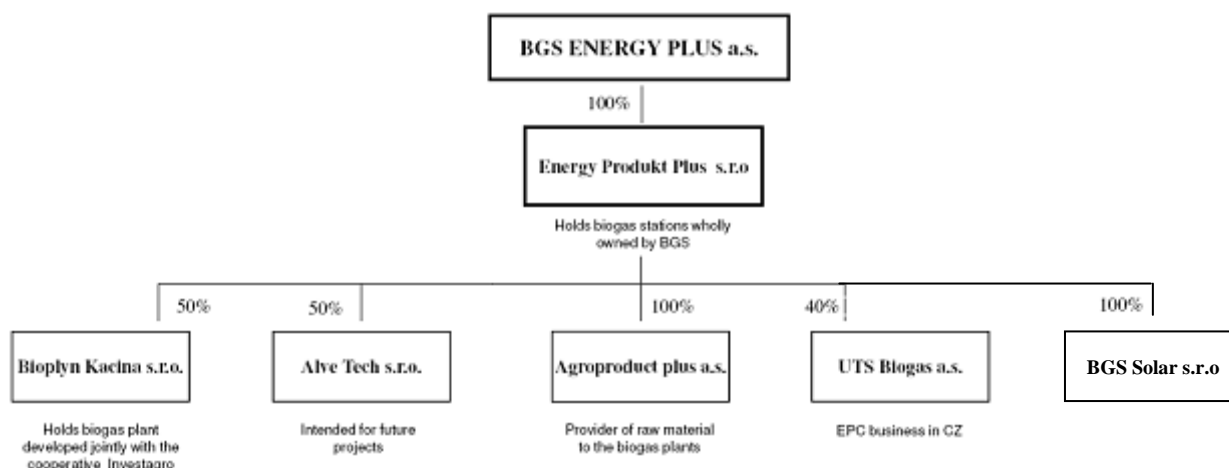 BGS ENERGY PLUS a.s.
100%
Energy Produkt Plus s.r.o
Holds biogas stations wholly
owned by BGS
50%
50%
100%
40%
100%
Bioplyn Kacina s.r.o.
Alve Tech s.r.o.
Agroproduct plus a.s.
UTS Biogas a.s.
BGS Solar s.r.o
Holds biogas plant
developed jointly with the
cooperative Investagro
Intended for future
projects
Provider of raw material
to the biogas plants
EPC business in CZ